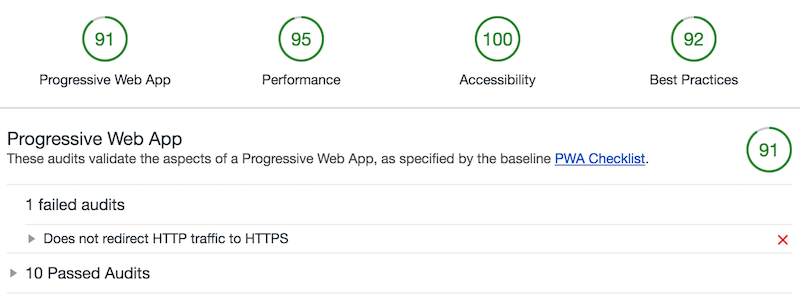 91 95 100 92
Progressive Web App Performance Accessibility Best Practices
Progressive Web App
These audits validate the aspects of a Progressive Web App, as specified by the baseline PWA Checklist.
91
1 failed audits
Does not redirect HTTP traffic to HTTPS
10 Passed Audits